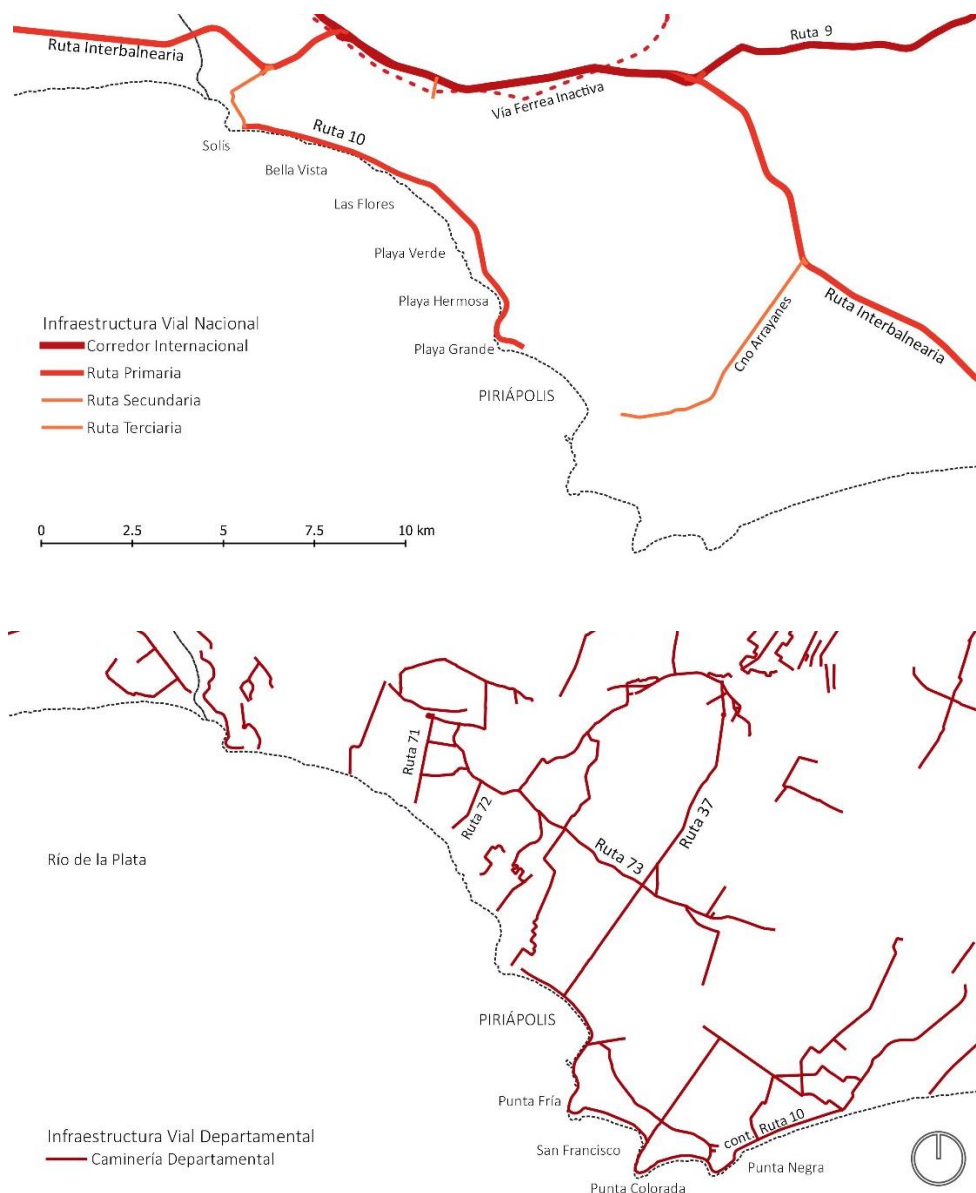 Ruta Interbalnearia
Ruta 9
Vía Ferrea Inactiva
Ruta 10
Solís
Bella Vista
Las Flores
Playa Verde
Playa Hermosa
Playa Grande
PIRIÁPOLIS
Cno Arrayanes
Ruta Interbalnearia
Infraestructura Vial Nacional
Corredor Internacional
Ruta Primaria
Ruta Secundaria
Ruta Terciaria
0 2.5 5 7.5 10 km
Ruta 71
Ruta 72
Ruta 37
Ruta 73
Río de la Plata
PIRIÁPOLIS
Punta Fría
San Francisco
cont. Ruta 10
Punta Negra
Punta Colorada
Infraestructura Vial Departamental
Caminería Departamental